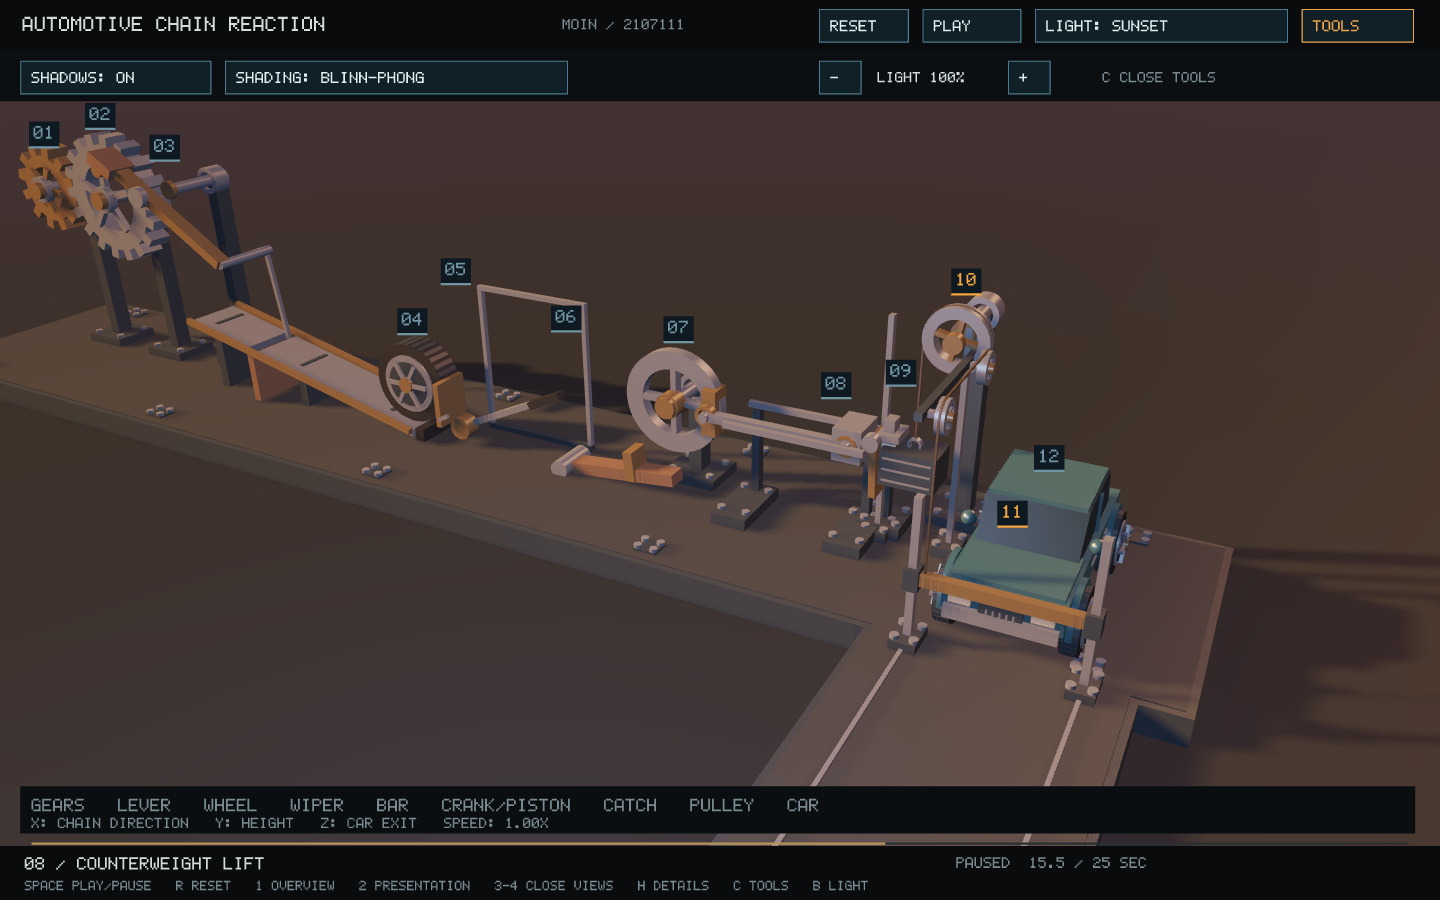 AUTOMOTIVE CHAIN REACTION
MOIN / 2107111
RESET
PLAY
LIGHT: SUNSET
TOOLS
SHADOWS: ON
SHADING: BLINN-PHONG
-
LIGHT 100%
+
C CLOSE TOOLS
01
02
03
04
05
06
07
08
09
10
11
12
GEARS LEVER WHEEL WIPER BAR CRANK/PISTON CATCH PULLEY CAR
X: CHAIN DIRECTION Y: HEIGHT Z: CAR EXIT SPEED: 1.00X
08 / COUNTERWEIGHT LIFT
PAUSED 15.5 / 25 SEC
SPACE PLAY/PAUSE R RESET 1 OVERVIEW 2 PRESENTATION 3-4 CLOSE VIEWS H DETAILS C TOOLS B LIGHT